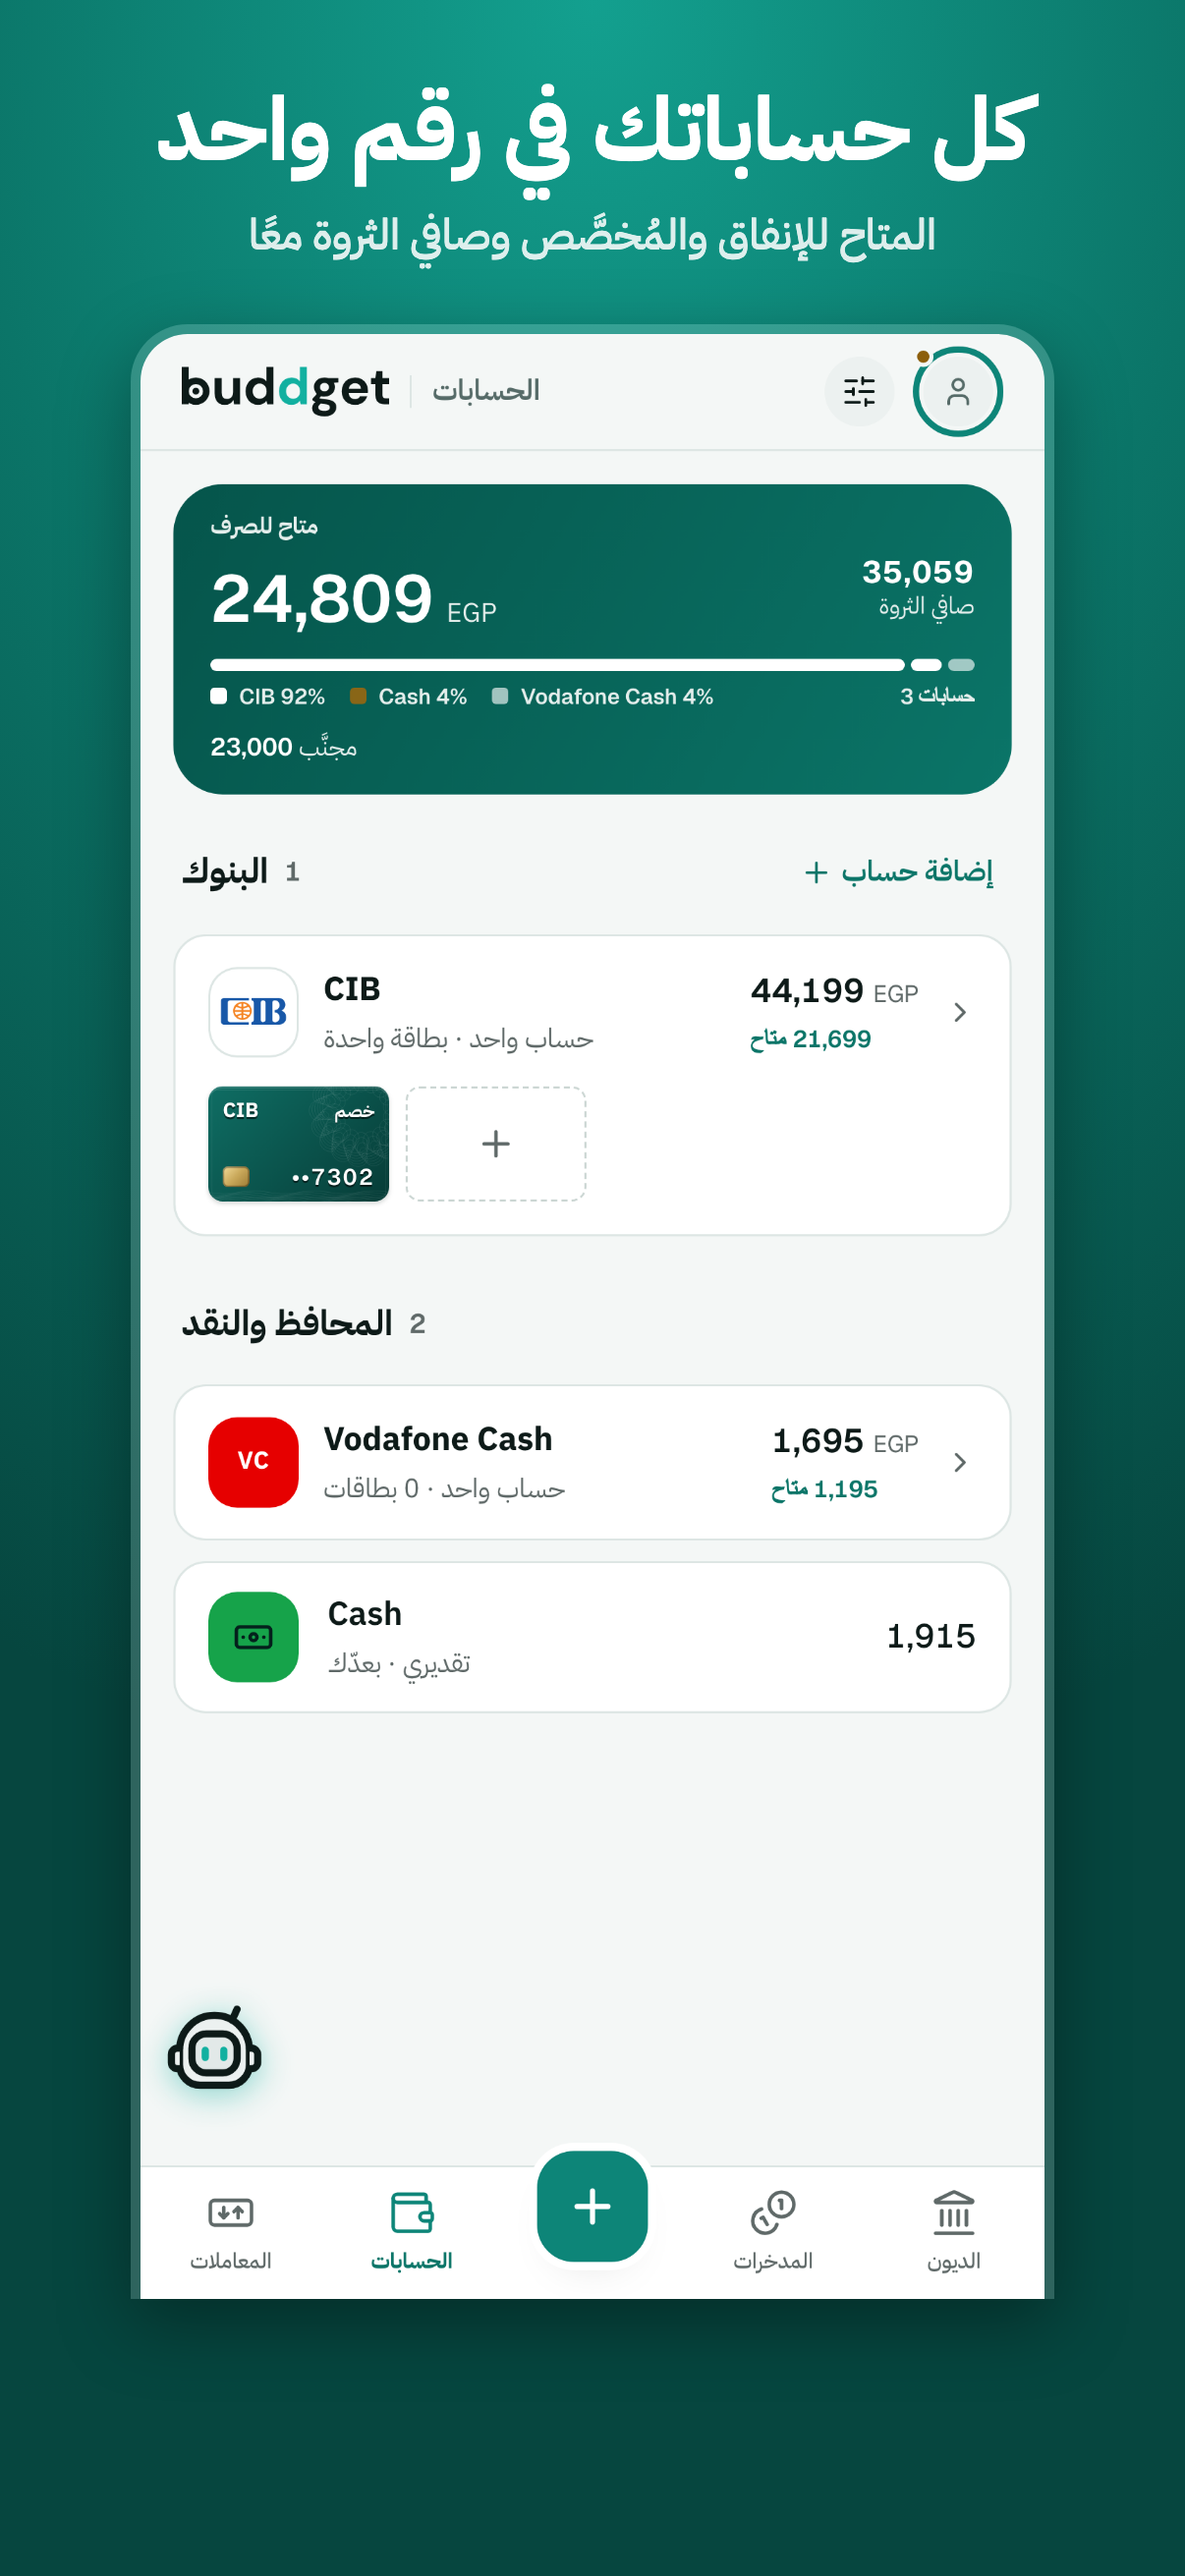 كل حساباتك في رقم واحد
المتاح للإنفاق والمُخصَّص وصافي الثروة معًا
buddget | الحسابات
متاح للصرف
24,809 EGP
35,059
صافي الثروة
CIB 92% Cash 4% Vodafone Cash 4%
3 حسابات
مجنَّب 23,000
البنوك 1
إضافة حساب +
CIB
CIB
44,199 EGP
حساب واحد · بطاقة واحدة
21,699 متاح
CIB خصم
••7302
المحافظ والنقد 2
VC
Vodafone Cash
1,695 EGP
حساب واحد · 0 بطاقات
1,195 متاح
Cash
1,915
تقديري · بعدّك
المعاملات
الحسابات
المدخرات
الديون